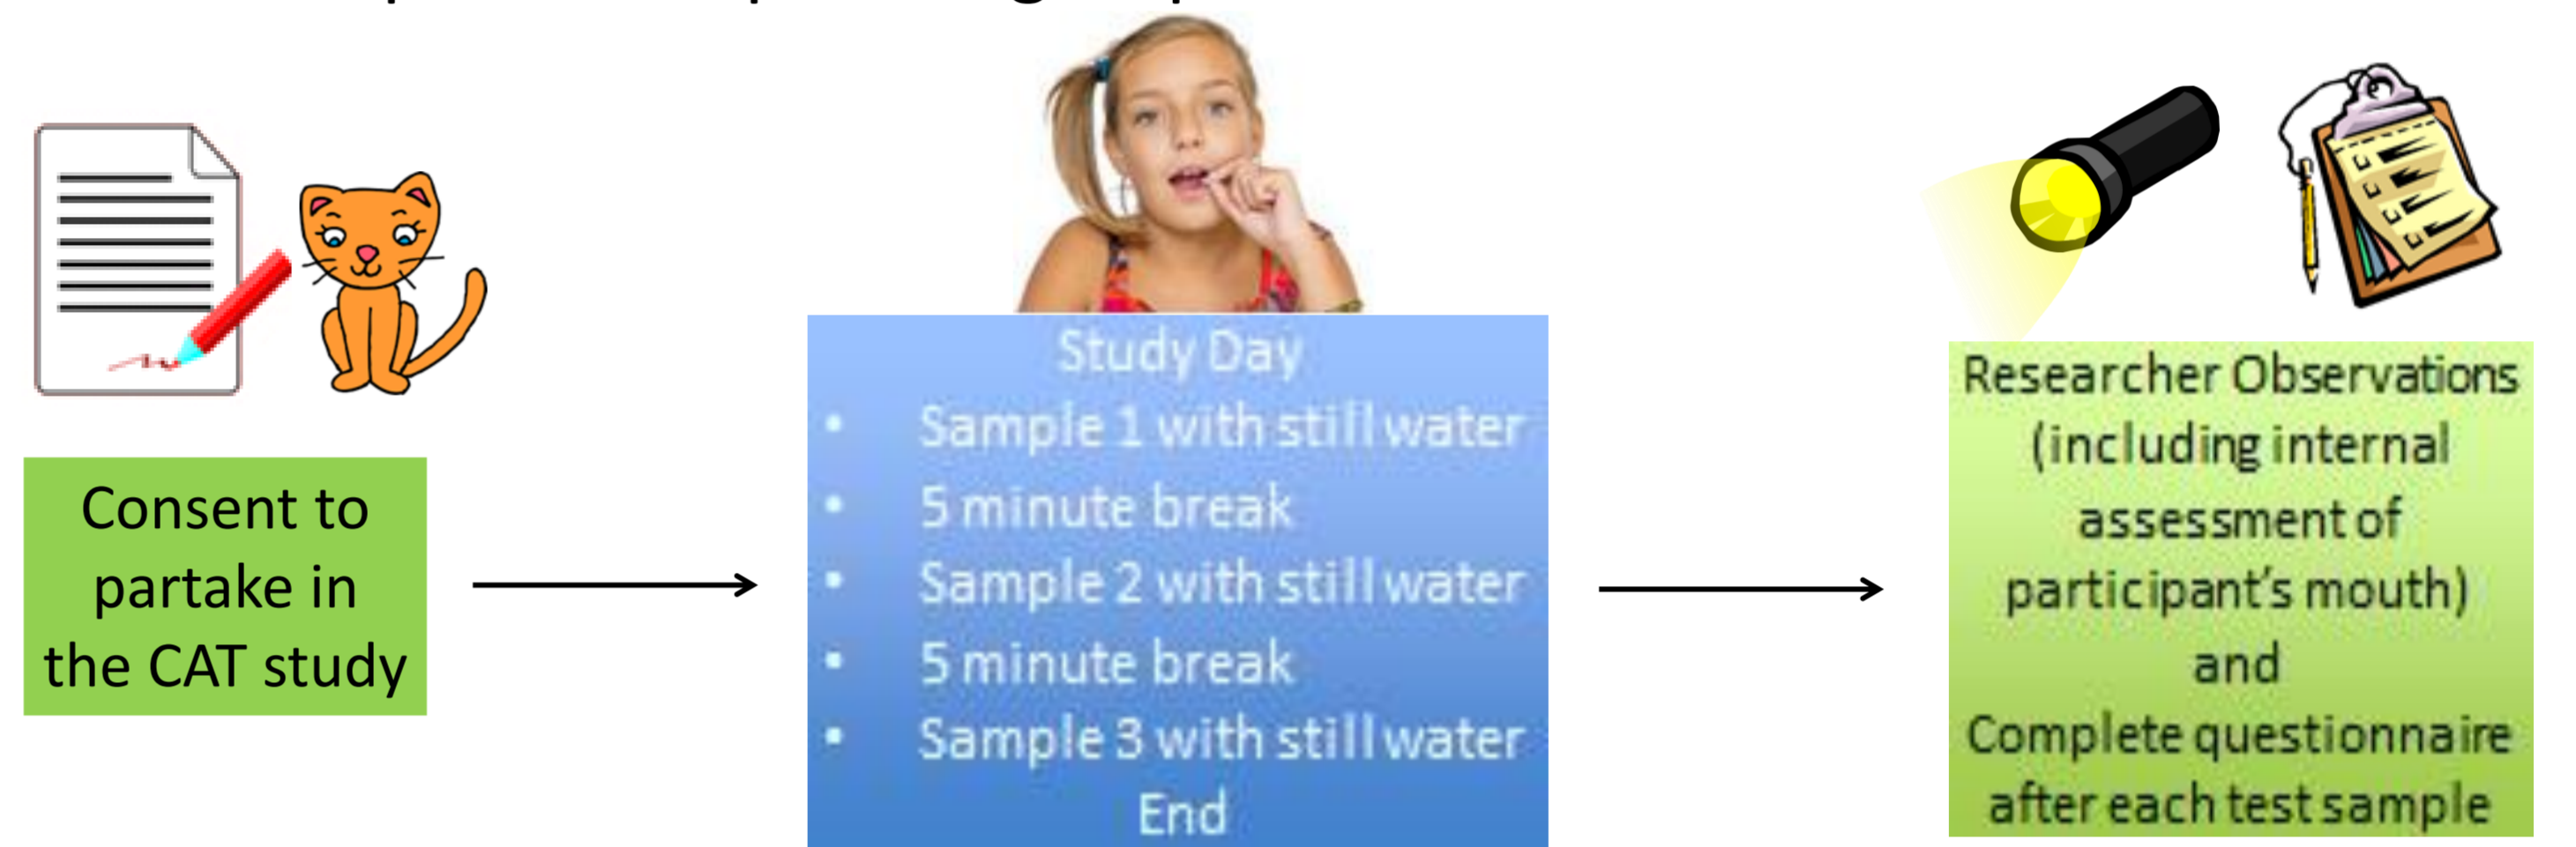 Consent to
partake in
the CAT study
Study Day
• Sample 1 with still water
• 5 minute break
• Sample 2 with still water
• 5 minute break
• Sample 3 with still water
End
Researcher Observations
(including internal
assessment of
participant's mouth)
and
Complete questionnaire
after each test sample